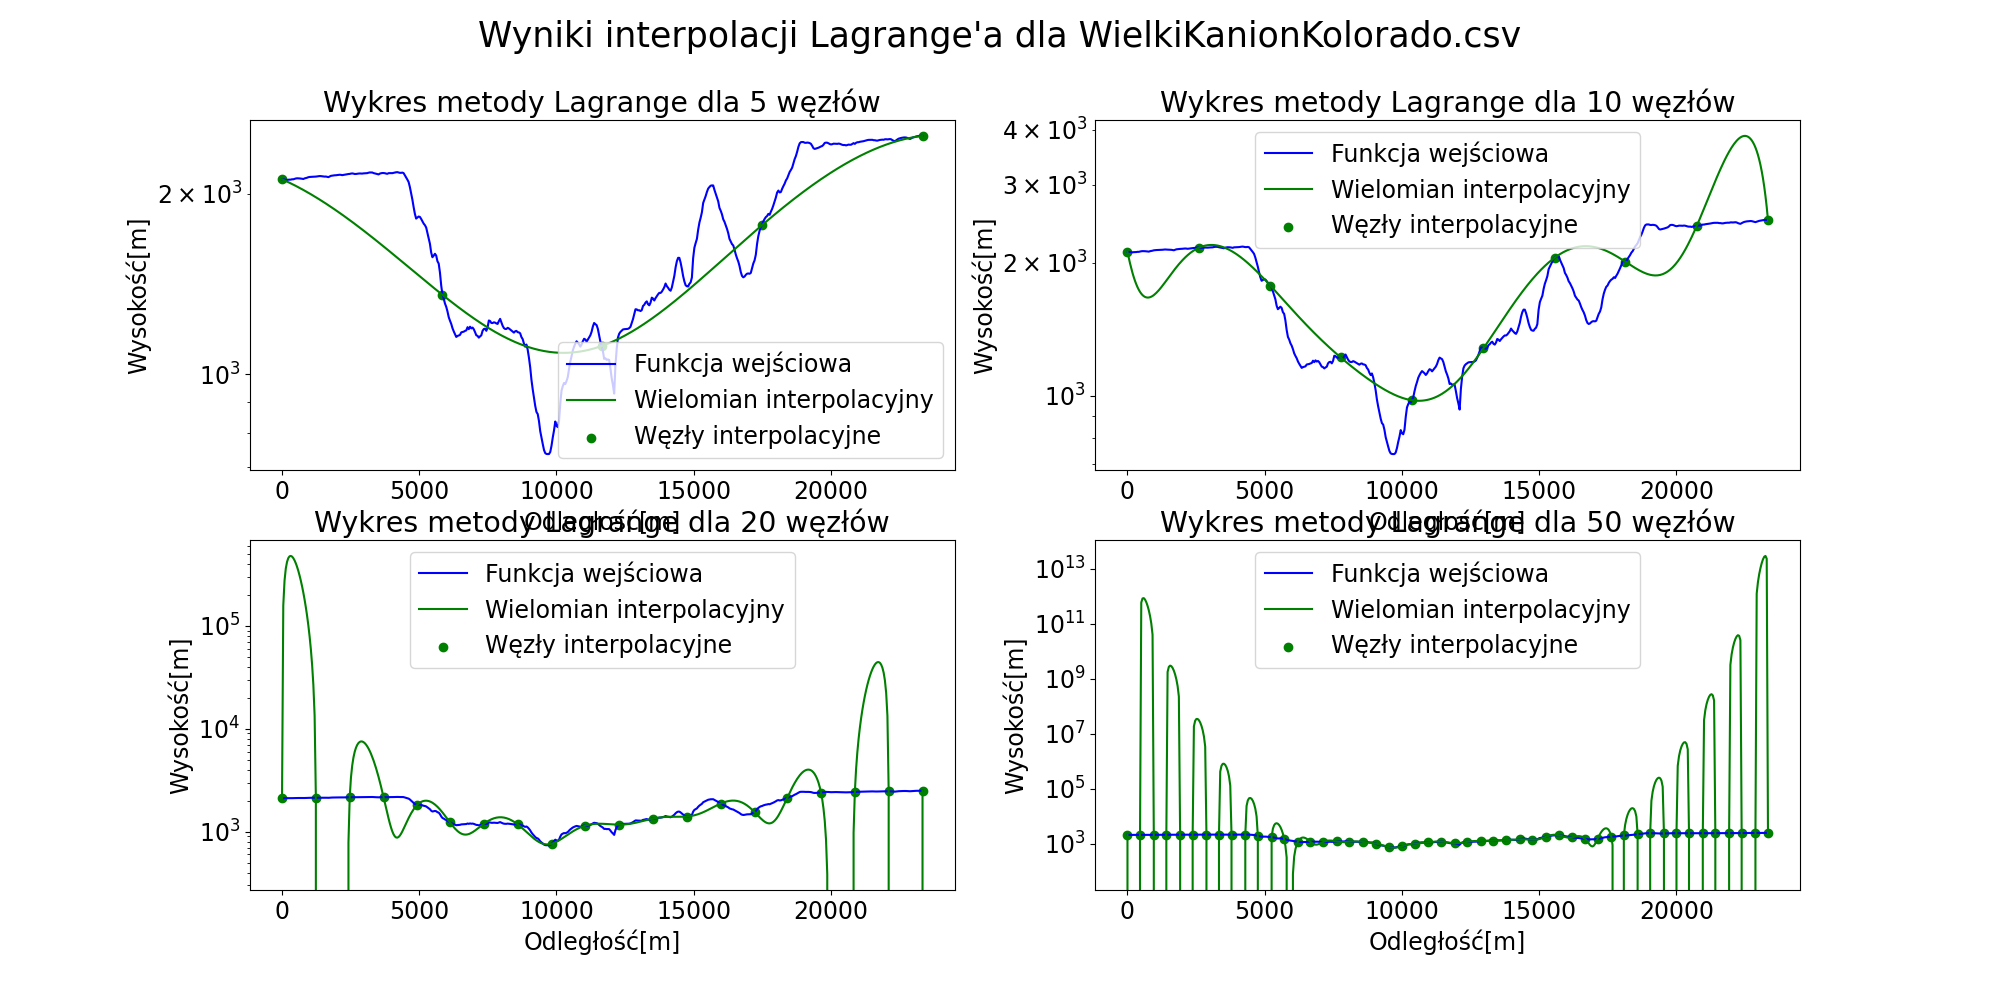 Wyniki interpolacji Lagrange'a dla WielkiKanionKolorado.csv
Wykres metody Lagrange dla 5 węzłów
Wysokość[m]
2 × 10³
10³
Funkcja wejściowa
Wielomian interpolacyjny
Węzły interpolacyjne
0 5000 10000 15000 20000
Odległość[m]
Wykres metody Lagrange dla 10 węzłów
Wysokość[m]
4 × 10³
3 × 10³
2 × 10³
10³
Funkcja wejściowa
Wielomian interpolacyjny
Węzły interpolacyjne
0 5000 10000 15000 20000
Odległość[m]
Wykres metody Lagrange dla 20 węzłów
Wysokość[m]
10⁵
10⁴
10³
Funkcja wejściowa
Wielomian interpolacyjny
Węzły interpolacyjne
0 5000 10000 15000 20000
Odległość[m]
Wykres metody Lagrange dla 50 węzłów
Wysokość[m]
10¹³
10¹¹
10⁹
10⁷
10⁵
10³
Funkcja wejściowa
Wielomian interpolacyjny
Węzły interpolacyjne
0 5000 10000 15000 20000
Odległość[m]